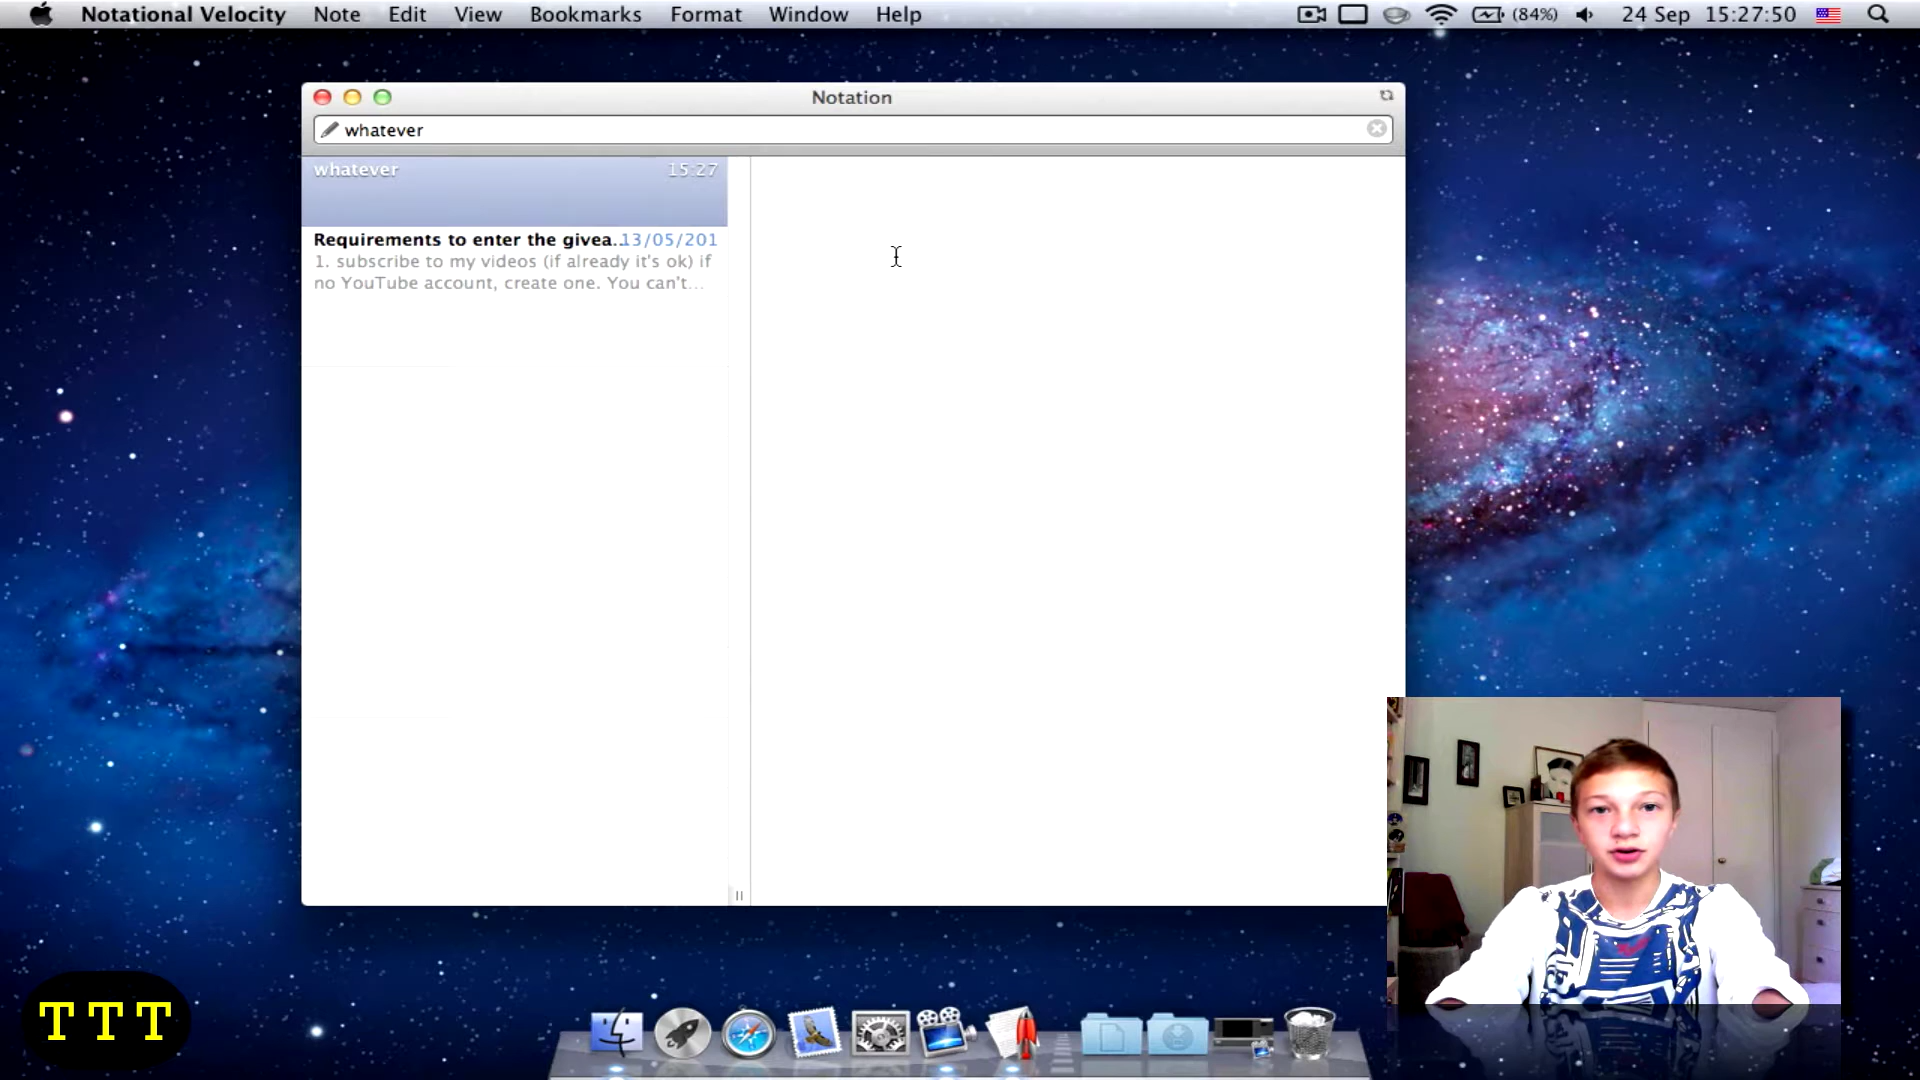 Notational Velocity Note Edit View Bookmarks Format Window Help (84%) 24 Sep 15:27:50
Notation
whatever
whatever 15:27
Requirements to enter the givea... 13/05/201
1. subscribe to my videos (if already it's ok) if
no YouTube account, create one. You can't...
T T T